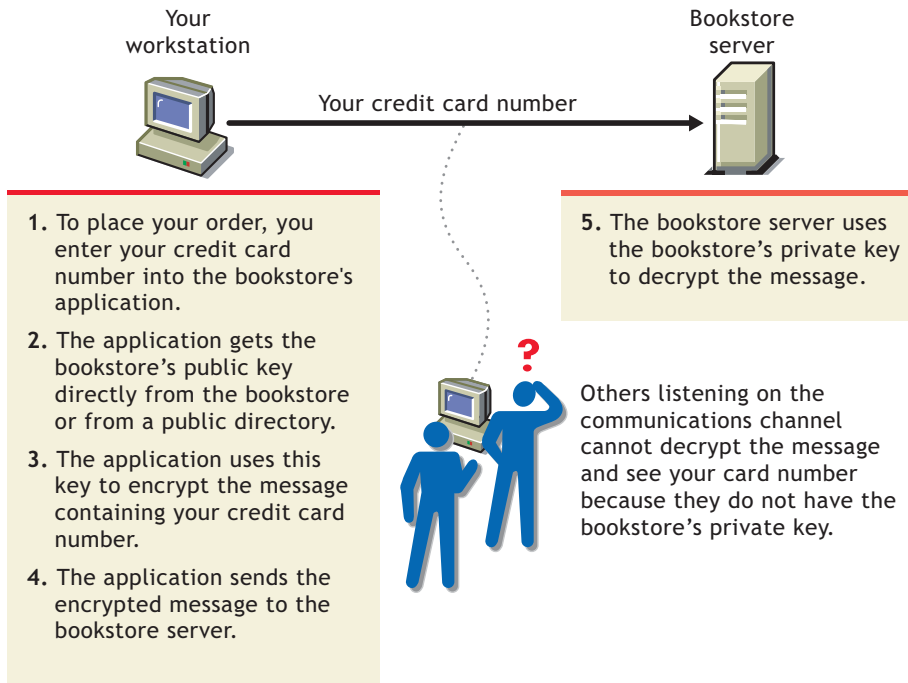 Your
workstation
Bookstore
server
Your credit card number
1. To place your order, you
enter your credit card
number into the bookstore's
application.
2. The application gets the
bookstore’s public key
directly from the bookstore
or from a public directory.
3. The application uses this
key to encrypt the message
containing your credit card
number.
4. The application sends the
encrypted message to the
bookstore server.
5. The bookstore server uses
the bookstore’s private key
to decrypt the message.
?
Others listening on the
communications channel
cannot decrypt the message
and see your card number
because they do not have the
bookstore’s private key.